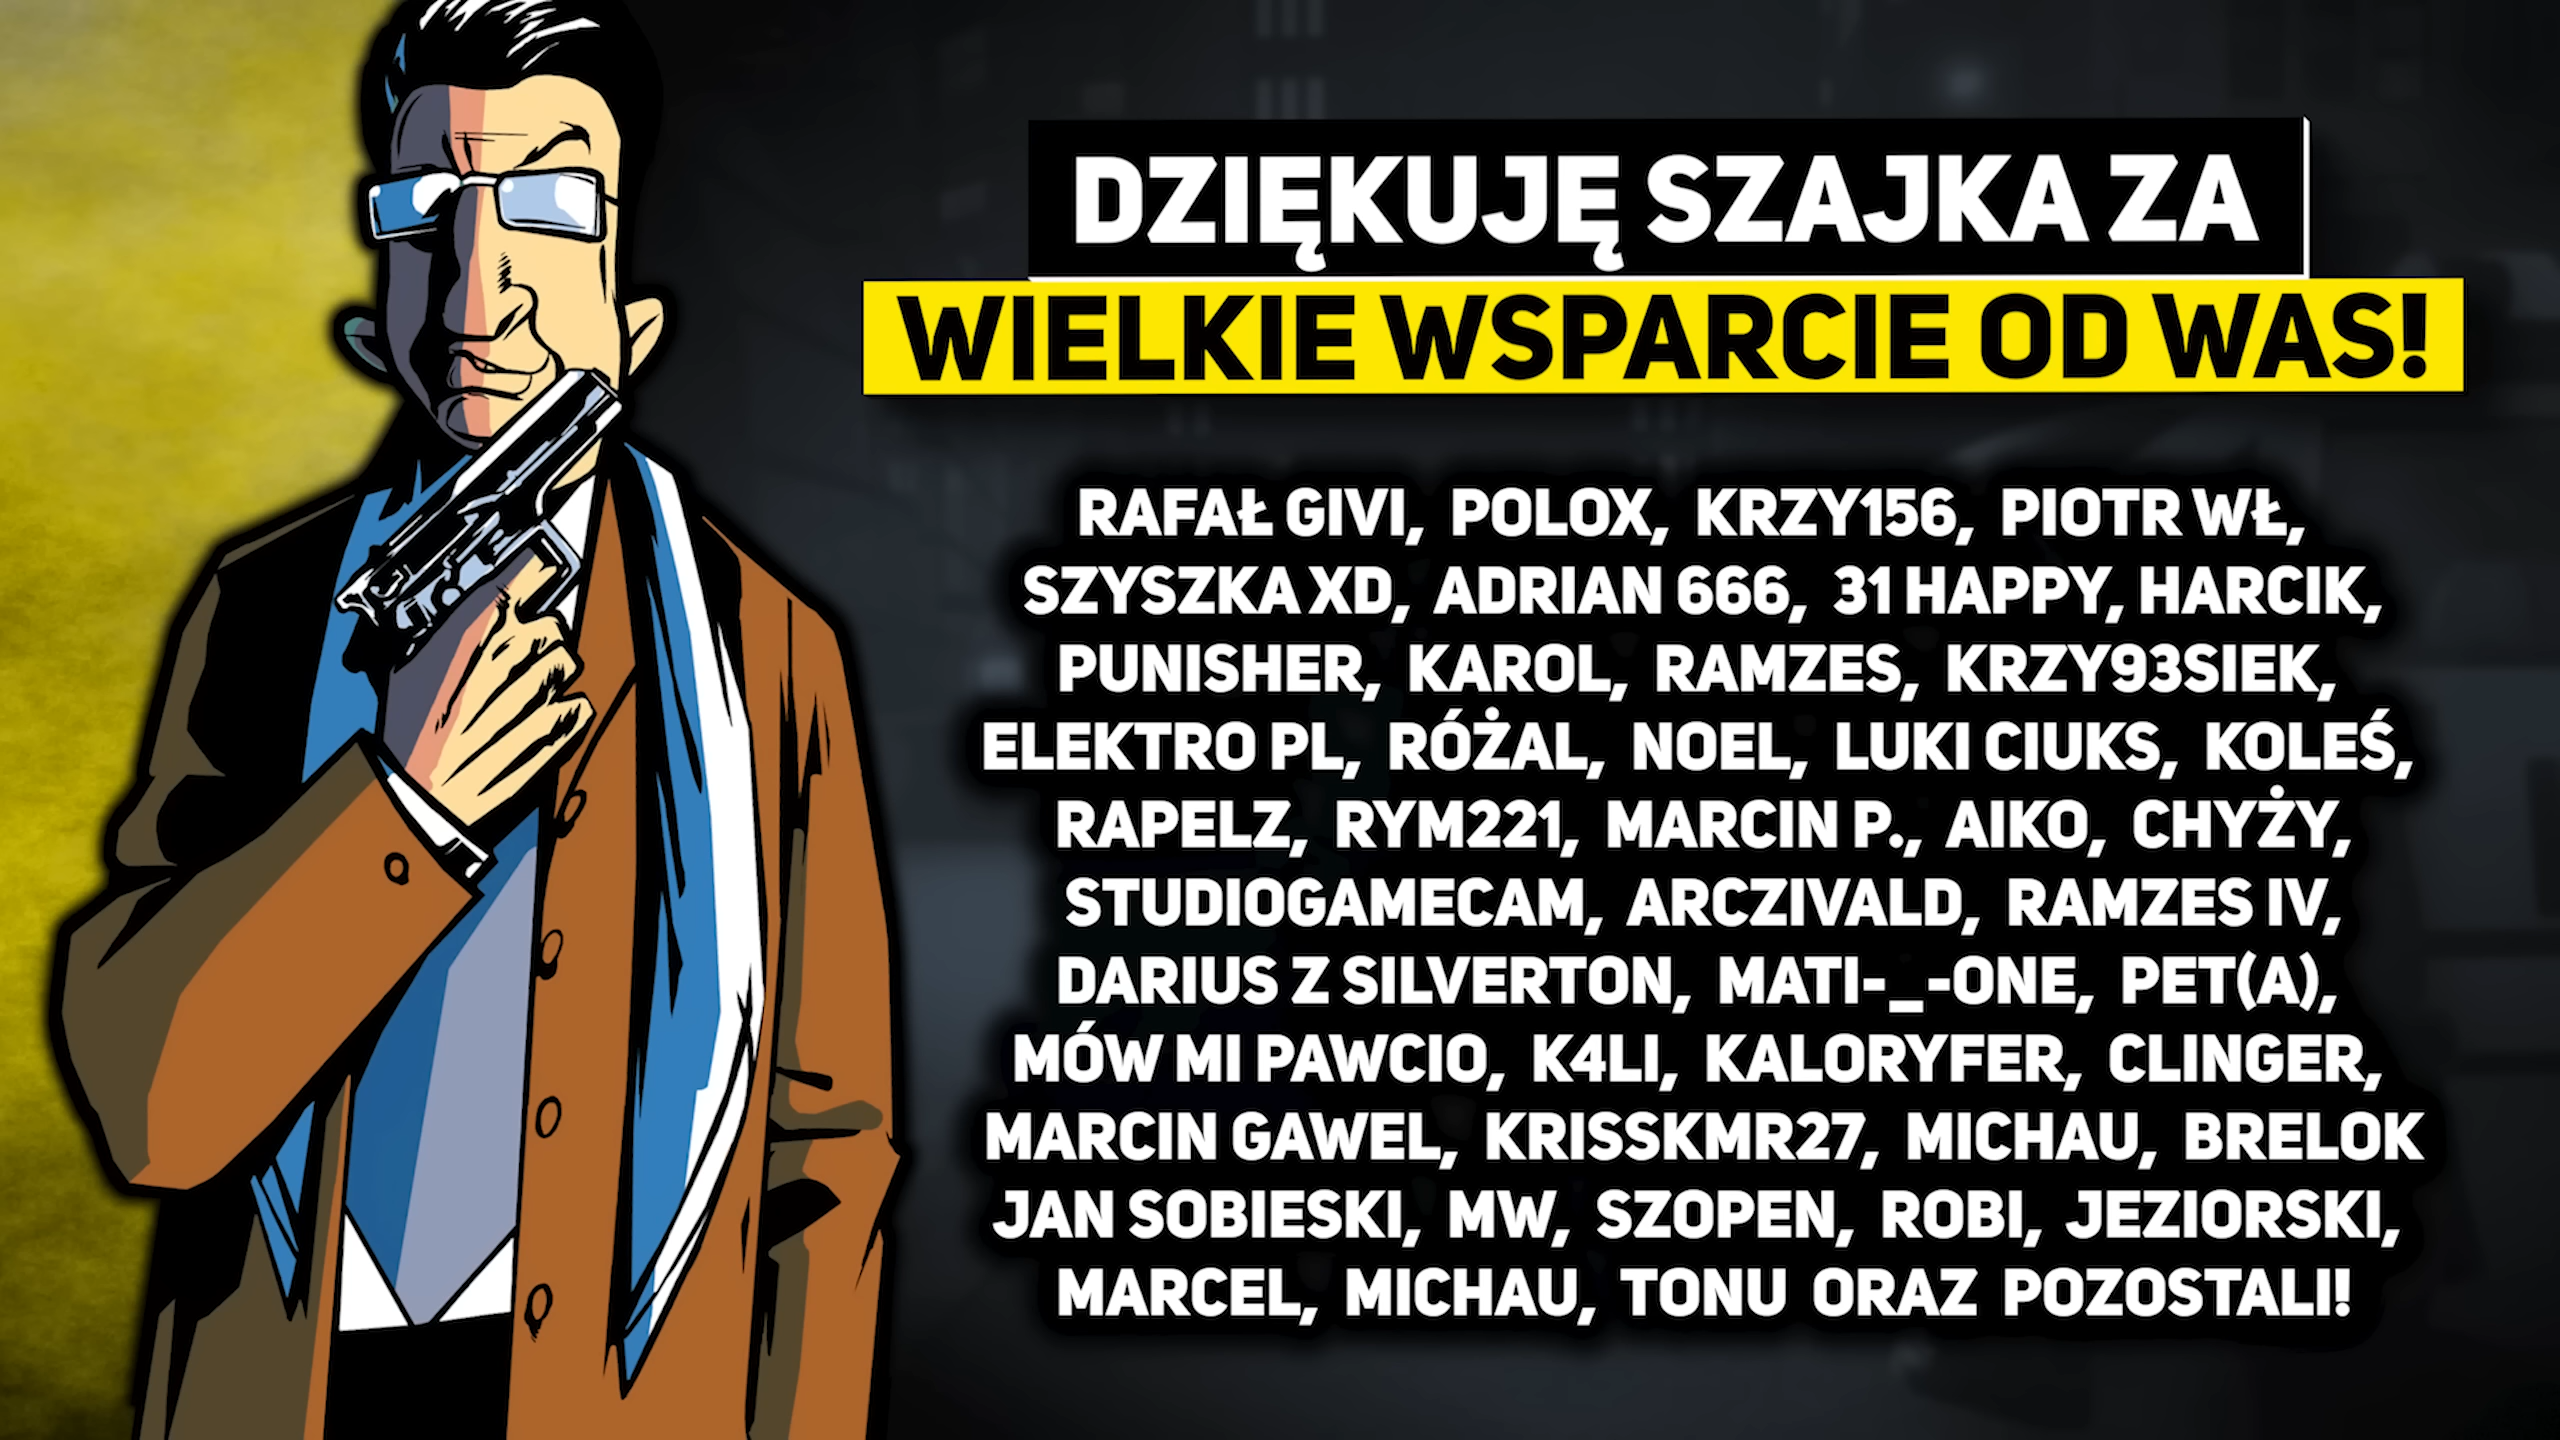 DZIĘKUJĘ SZAJKA ZA
WIELKIE WSPARCIE OD WAS!
RAFAŁ GIVI, POLOX, KRZY156, PIOTR WŁ,
SZYSZKA XD, ADRIAN 666, 31 HAPPY, HARCIK,
PUNISHER, KAROL, RAMZES, KRZY93SIEK,
ELEKTRO PL, RÓŻAL, NOEL, LUKI CIUKS, KOLEŚ,
RAPELZ, RYM221, MARCIN P., AIKO, CHYŻY,
STUDIOGAMECAM, ARCZIVALD, RAMZES IV,
DARIUS Z SILVERTON, MATI-_-ONE, PET(A),
MÓW MI PAWCIO, K4LI, KALORYFER, CLINGER,
MARCIN GAWEL, KRISSKMR27, MICHAU, BRELOK
JAN SOBIESKI, MW, SZOPEN, ROBI, JEZIORSKI,
MARCEL, MICHAU, TONU ORAZ POZOSTALI!